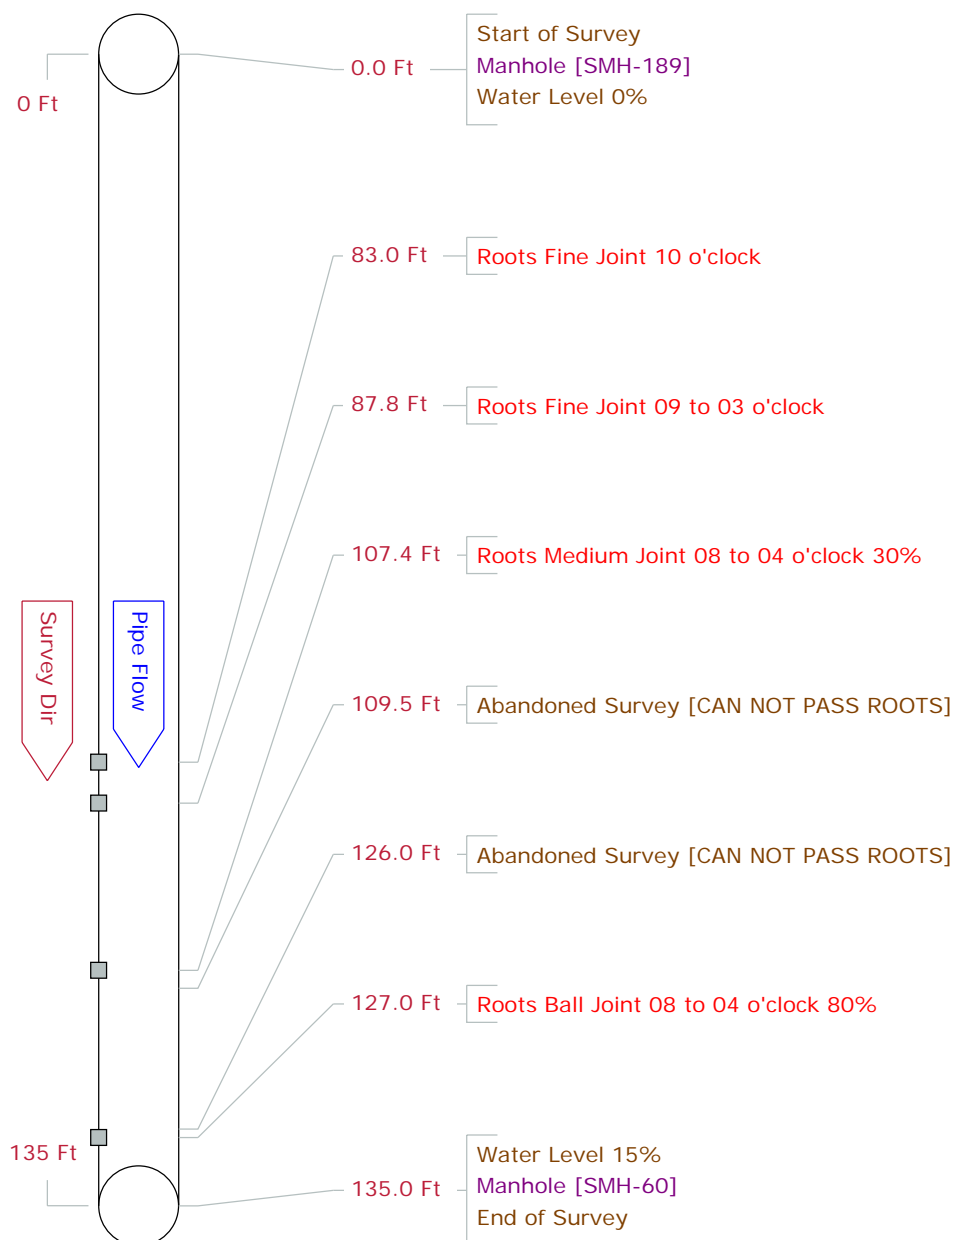 Start of Survey
0.0 Ft
Manhole [SMH-189]
Water Level 0%
0 Ft
83.0 Ft
Roots Fine Joint 10 o'clock
87.8 Ft
Roots Fine Joint 09 to 03 o'clock
107.4 Ft
Roots Medium Joint 08 to 04 o'clock 30%
Survey Dir
Pipe Flow
109.5 Ft
Abandoned Survey [CAN NOT PASS ROOTS]
126.0 Ft
Abandoned Survey [CAN NOT PASS ROOTS]
127.0 Ft
Roots Ball Joint 08 to 04 o'clock 80%
135 Ft
Water Level 15%
135.0 Ft
Manhole [SMH-60]
End of Survey